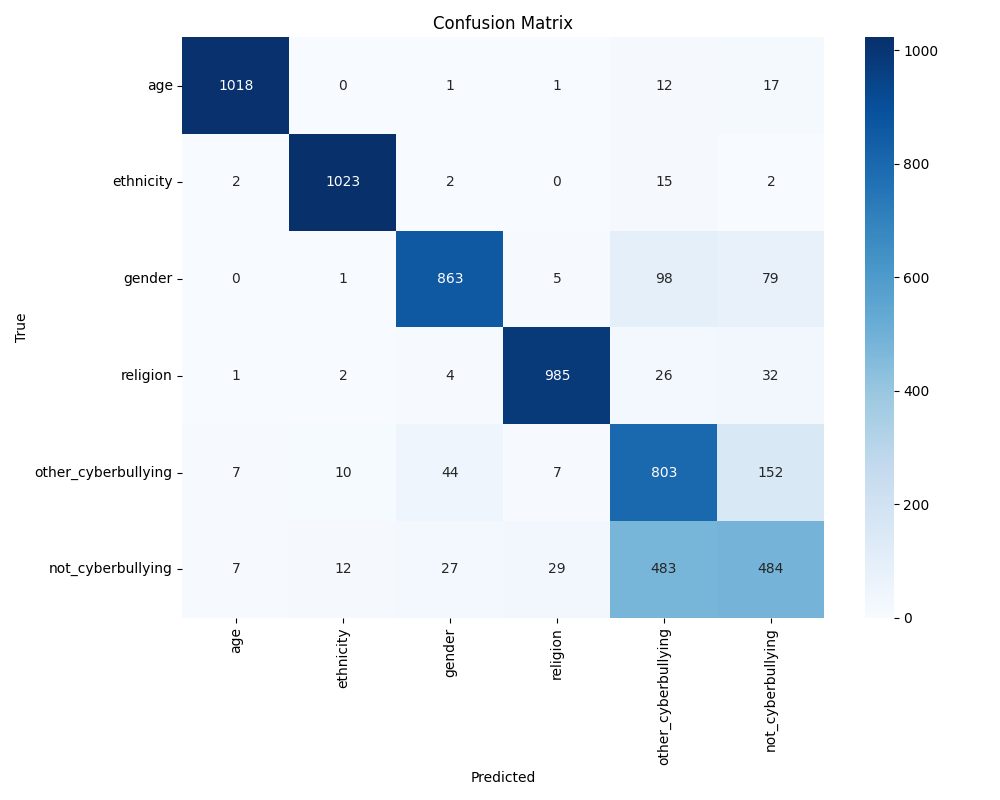 Confusion Matrix
True
age 1018 0 1 1 12 17
ethnicity 2 1023 2 0 15 2
gender 0 1 863 5 98 79
religion 1 2 4 985 26 32
other_cyberbullying 7 10 44 7 803 152
not_cyberbullying 7 12 27 29 483 484
age ethnicity gender religion other_cyberbullying not_cyberbullying
Predicted
1000
800
600
400
200
0